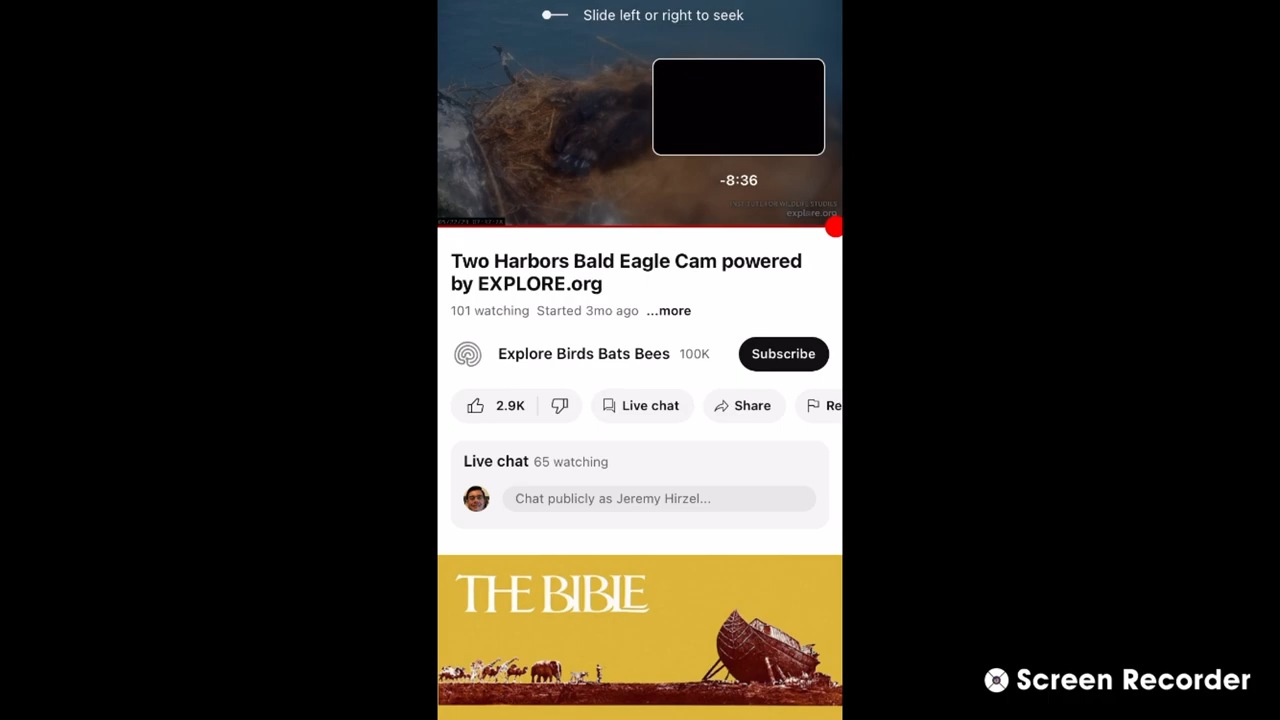 Slide left or right to seek
-8:36
explore.org
Two Harbors Bald Eagle Cam powered
by EXPLORE.org
101 watching Started 3mo ago ...more
Explore Birds Bats Bees 100K Subscribe
2.9K Live chat Share Re
Live chat 65 watching
Chat publicly as Jeremy Hirzel...
THE BIBLE
Screen Recorder